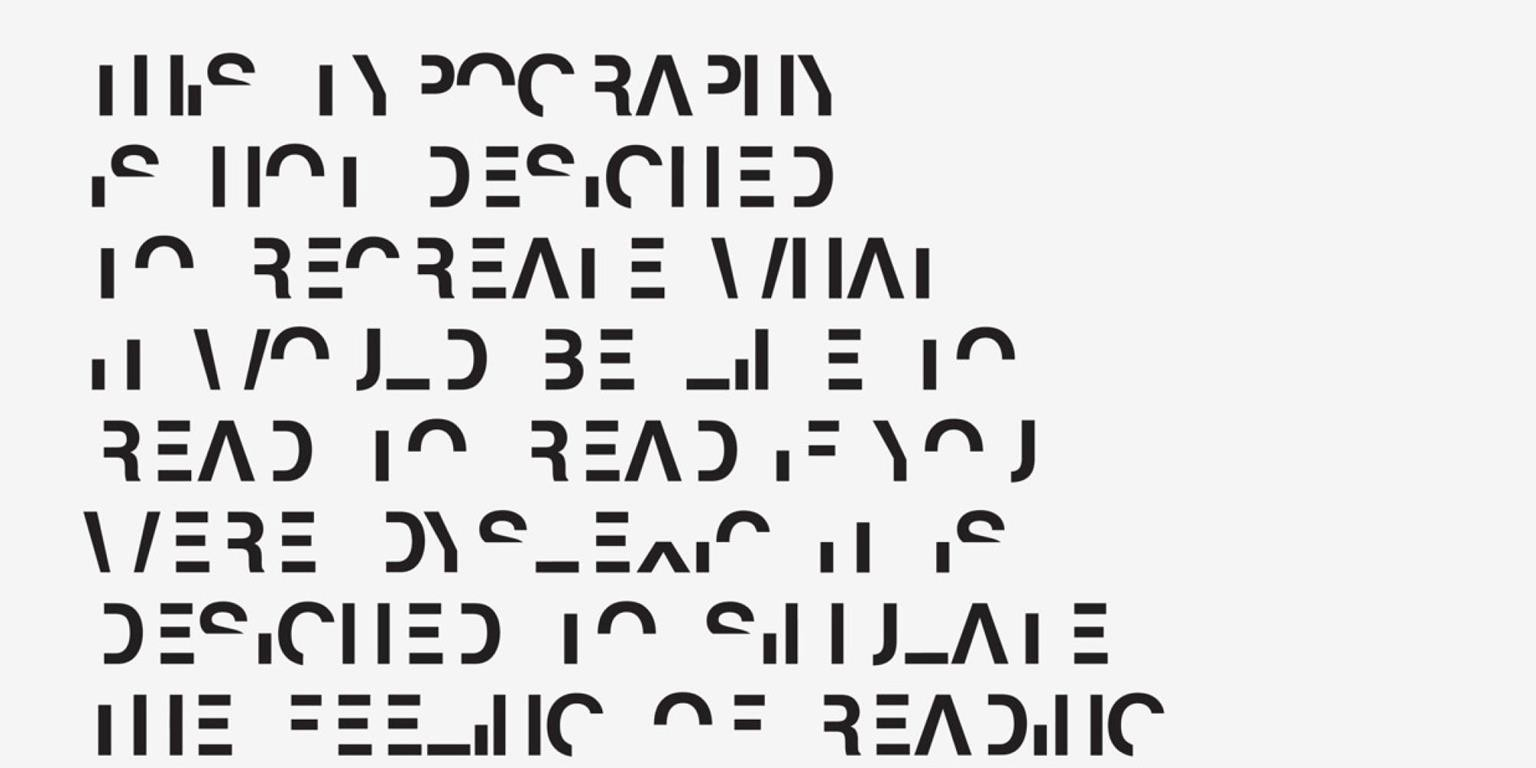 THIS TYPOGRAPHY
IS NOT DESIGNED
TO RECREATE WHAT
IT WOULD BE LIKE TO
READ TO READ IF YOU
WERE DYSLEXIC IT IS
DESIGNED TO SIMULATE
THE FEELING OF READING